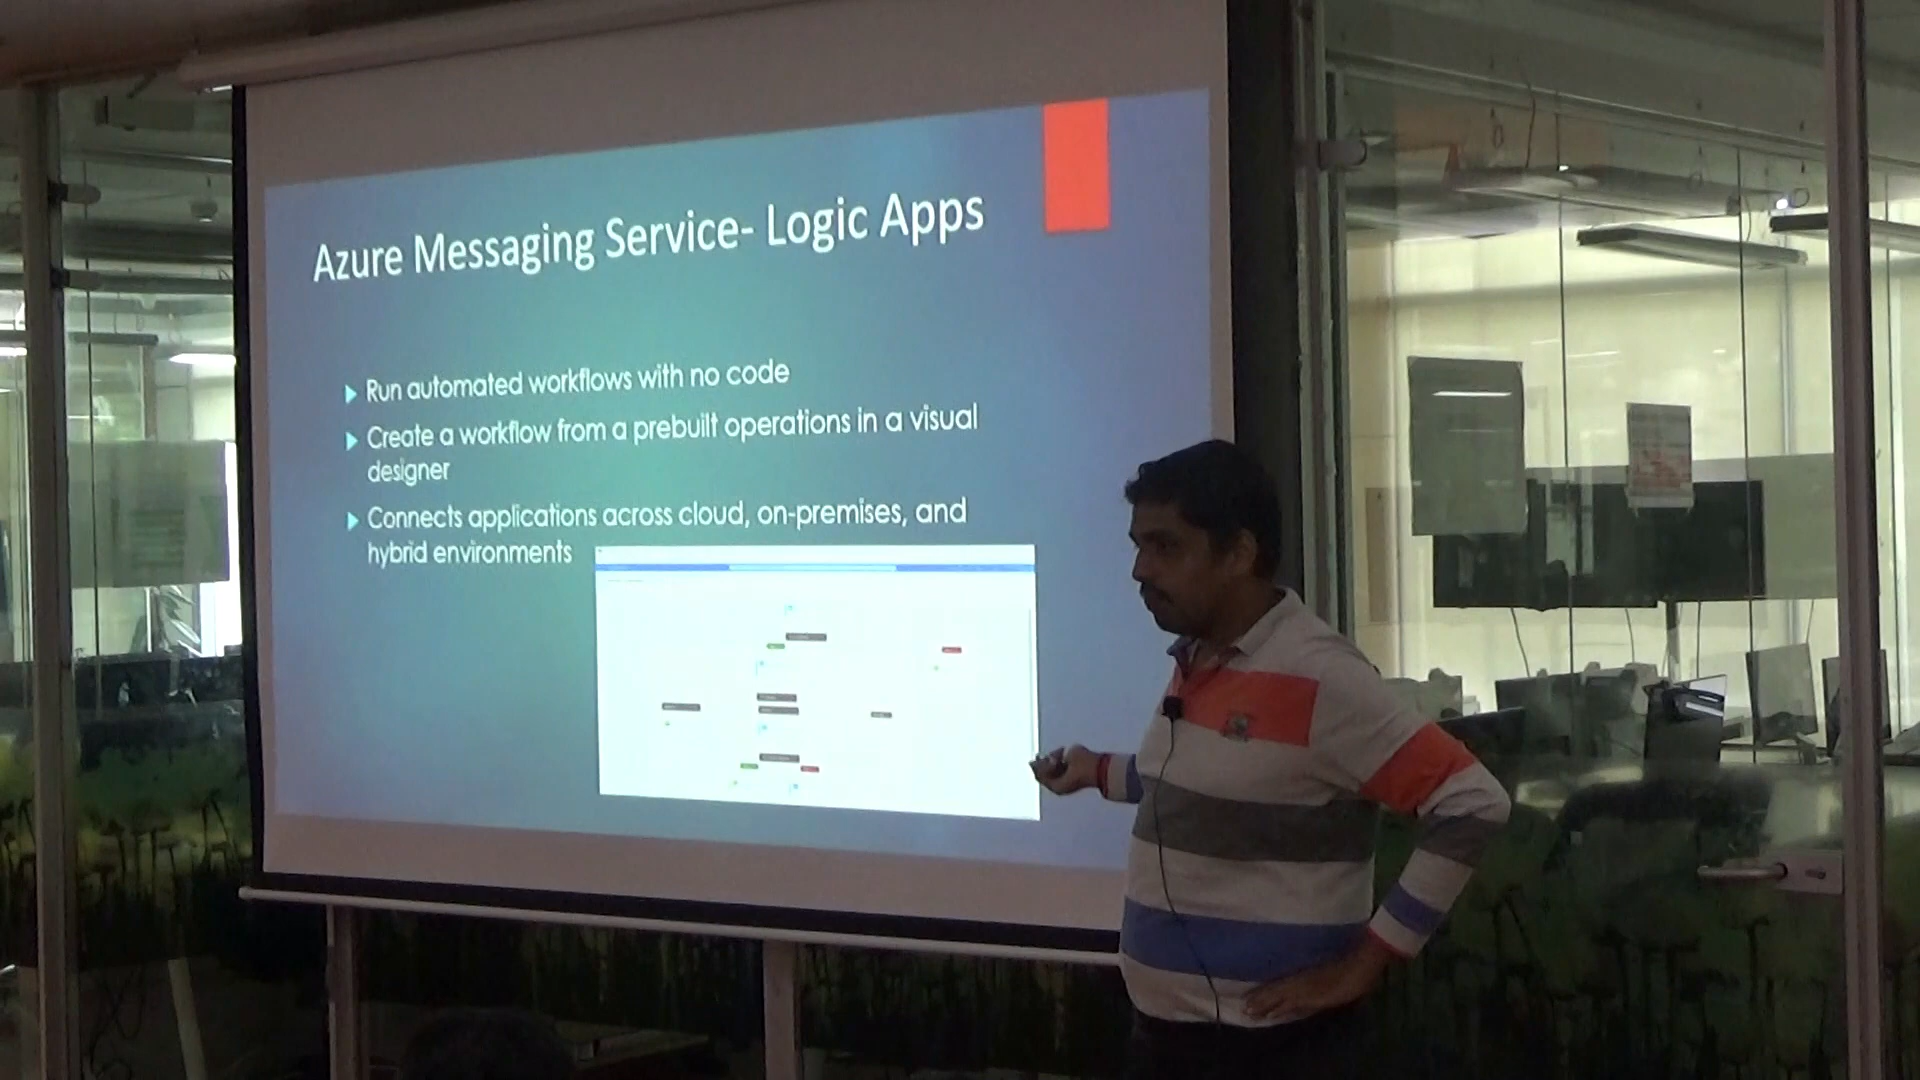 Azure Messaging Service- Logic Apps
Run automated workflows with no code
Create a workflow from a prebuilt operations in a visual
designer
Connects applications across cloud, on-premises, and
hybrid environments